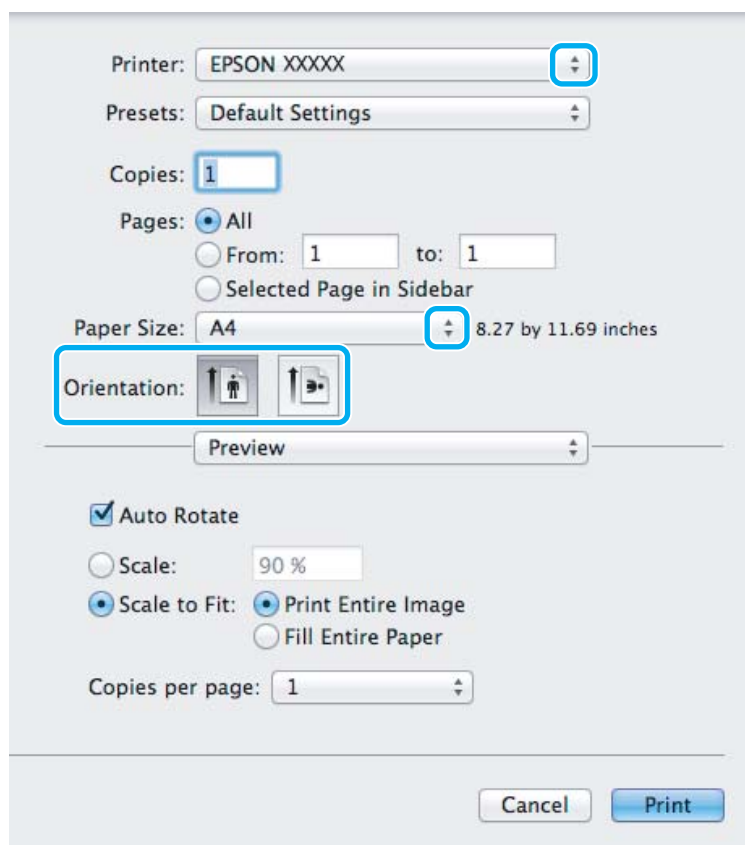 Printer: EPSON XXXXX
Presets: Default Settings
Copies: 1
Pages: All
From: 1 to: 1
Selected Page in Sidebar
Paper Size: A4 8.27 by 11.69 inches
Orientation:
Preview
Auto Rotate
Scale: 90 %
Scale to Fit: Print Entire Image
Fill Entire Paper
Copies per page: 1
Cancel Print